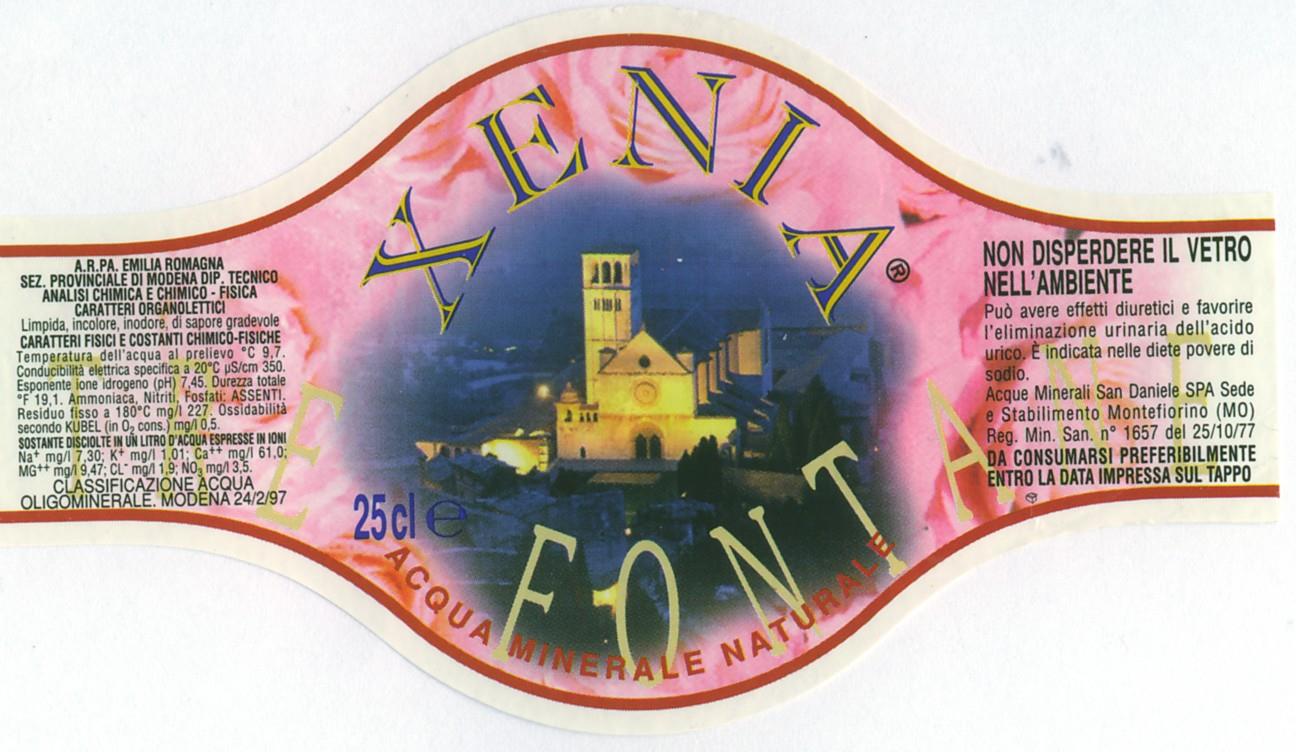 XENIA®
25cl ℮
FONTANE
ACQUA MINERALE NATURALE
A.R.PA. EMILIA ROMAGNA
SEZ. PROVINCIALE DI MODENA DIP. TECNICO
ANALISI CHIMICA E CHIMICO - FISICA
CARATTERI ORGANOLETTICI
Limpida, incolore, inodore, di sapore gradevole
CARATTERI FISICI E COSTANTI CHIMICO-FISICHE
Temperatura dell'acqua al prelievo °C 9,7.
Conducibilità elettrica specifica a 20°C µS/cm 350.
Esponente ione idrogeno (pH) 7,45. Durezza totale
°F 19,1. Ammoniaca, Nitriti, Fosfati: ASSENTI.
Residuo fisso a 180°C mg/l 227. Ossidabilità
secondo KUBEL (in O₂ cons.) mg/l 0,5.
SOSTANTE DISCIOLTE IN UN LITRO D'ACQUA ESPRESSE IN IONI
Na⁺ mg/l 7,30; K⁺ mg/l 1,01; Ca⁺⁺ mg/l 61,0;
MG⁺⁺ mg/l 9,47; CL⁻ mg/l 1,9; NO₃ mg/l 3,5.
CLASSIFICAZIONE ACQUA
OLIGOMINERALE. MODENA 24/2/97
NON DISPERDERE IL VETRO
NELL'AMBIENTE
Può avere effetti diuretici e favorire
l'eliminazione urinaria dell'acido
urico. È indicata nelle diete povere di
sodio.
Acque Minerali San Daniele SPA Sede
e Stabilimento Montefiorino (MO)
Reg. Min. San. n° 1657 del 25/10/77
DA CONSUMARSI PREFERIBILMENTE
ENTRO LA DATA IMPRESSA SUL TAPPO